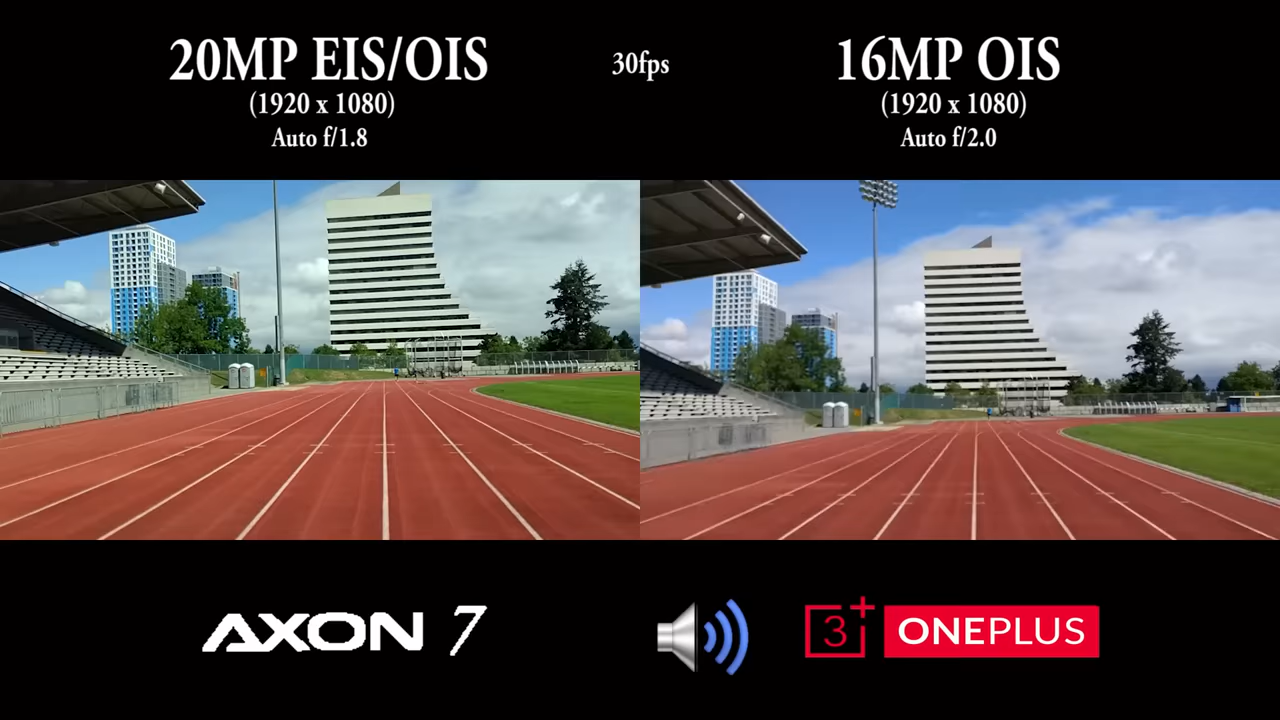 20MP EIS/OIS
(1920 x 1080)
Auto f/1.8
30fps
16MP OIS
(1920 x 1080)
Auto f/2.0
AXON 7
3+ ONEPLUS